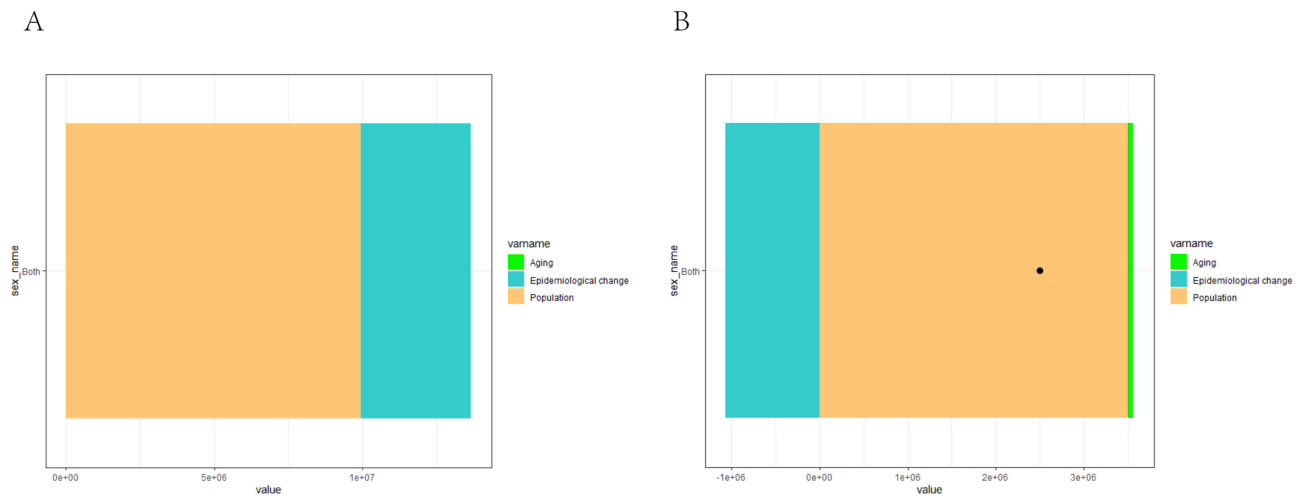 A
sex_name
Both
0e+00 5e+06 1e+07
value
varname
Aging
Epidemiological change
Population
B
sex_name
Both
-1e+06 0e+00 1e+06 2e+06 3e+06
value
varname
Aging
Epidemiological change
Population